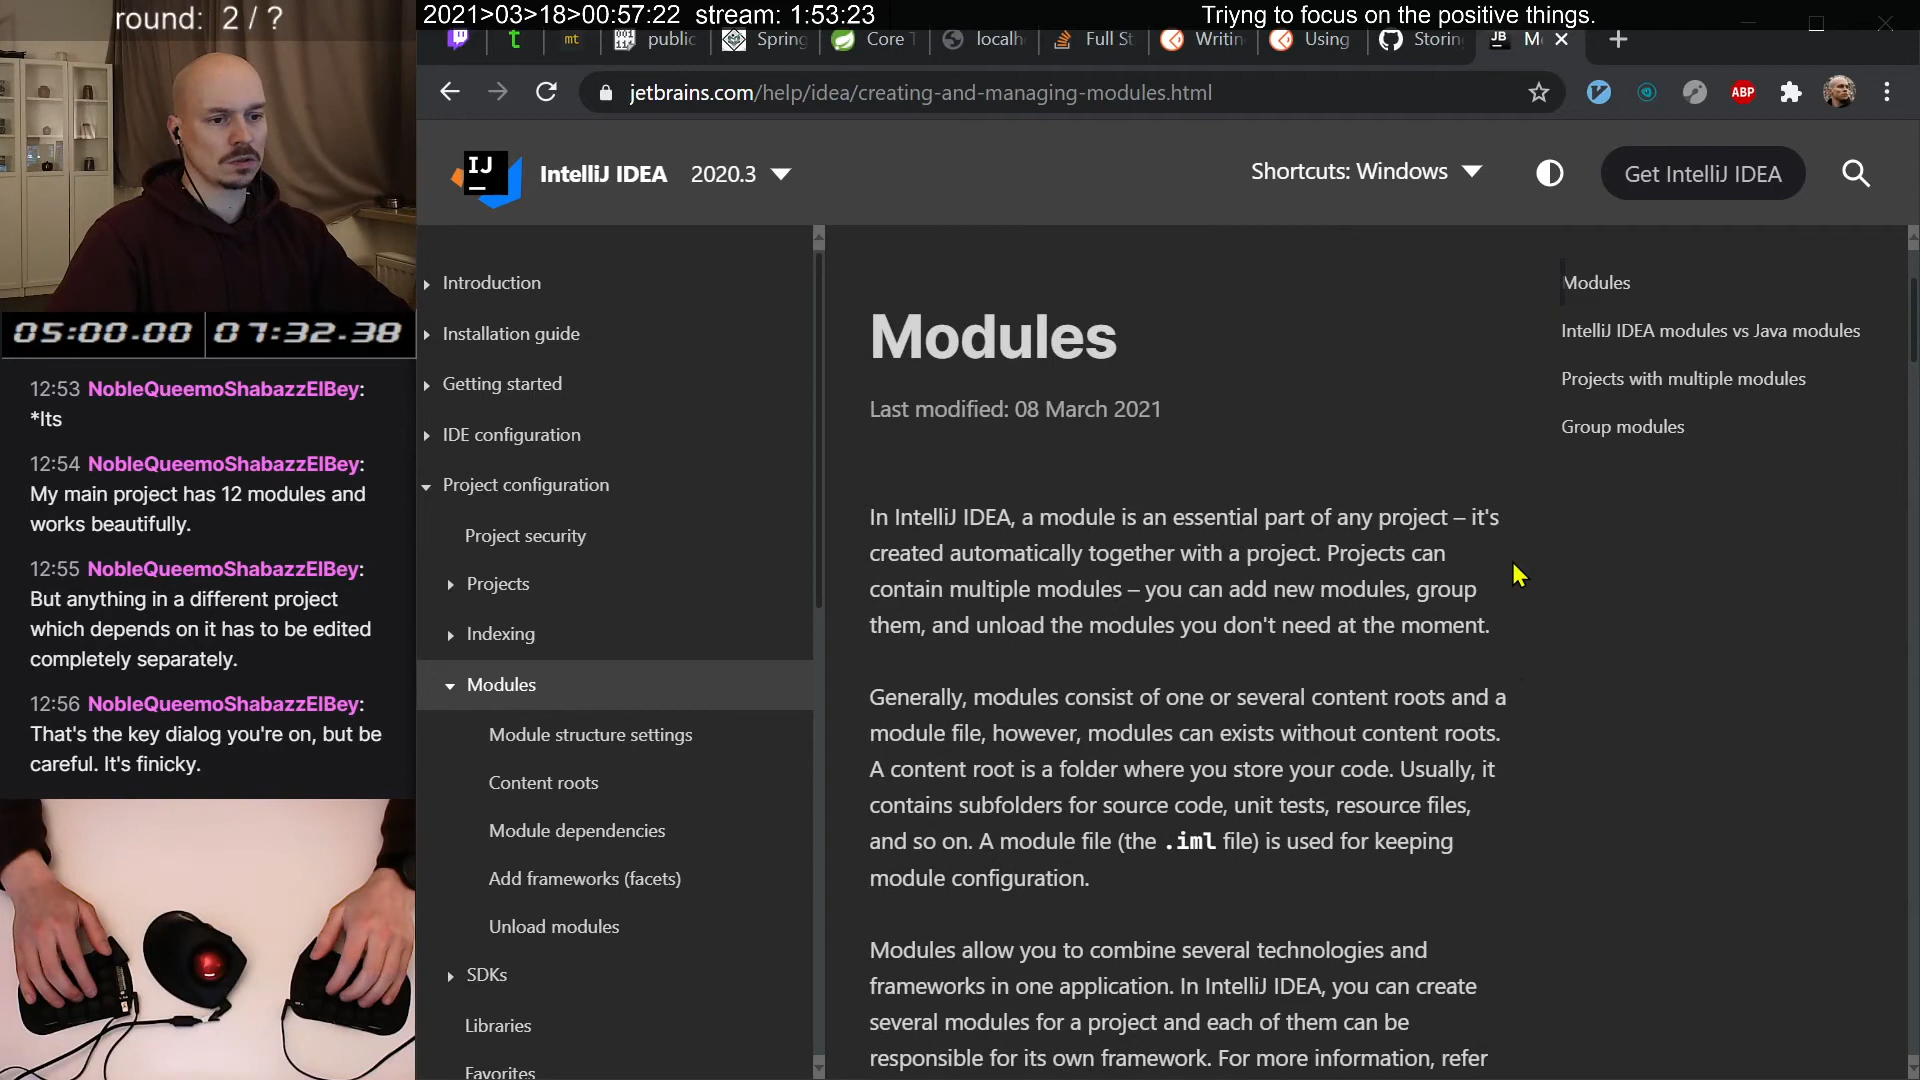 round: 2 / ?
2021>03>18>00:57:22 stream: 1:53:23
Triyng to focus on the positive things.
public
Spring
Core T
localh
Full St
Writin
Using
Storin
JB
M
jetbrains.com/help/idea/creating-and-managing-modules.html
ABP
IJ
IntelliJ IDEA 2020.3
Shortcuts: Windows
Get IntelliJ IDEA
05:00.00 07:32.38
12:53 NobleQueemoShabazzElBey:
*Its
12:54 NobleQueemoShabazzElBey:
My main project has 12 modules and
works beautifully.
12:55 NobleQueemoShabazzElBey:
But anything in a different project
which depends on it has to be edited
completely separately.
12:56 NobleQueemoShabazzElBey:
That's the key dialog you're on, but be
careful. It's finicky.
Introduction
Installation guide
Getting started
IDE configuration
Project configuration
Project security
Projects
Indexing
Modules
Module structure settings
Content roots
Module dependencies
Add frameworks (facets)
Unload modules
SDKs
Libraries
Favorites
Modules
Last modified: 08 March 2021
In IntelliJ IDEA, a module is an essential part of any project – it's
created automatically together with a project. Projects can
contain multiple modules – you can add new modules, group
them, and unload the modules you don't need at the moment.
Generally, modules consist of one or several content roots and a
module file, however, modules can exists without content roots.
A content root is a folder where you store your code. Usually, it
contains subfolders for source code, unit tests, resource files,
and so on. A module file (the .iml file) is used for keeping
module configuration.
Modules allow you to combine several technologies and
frameworks in one application. In IntelliJ IDEA, you can create
several modules for a project and each of them can be
responsible for its own framework. For more information, refer
Modules
IntelliJ IDEA modules vs Java modules
Projects with multiple modules
Group modules